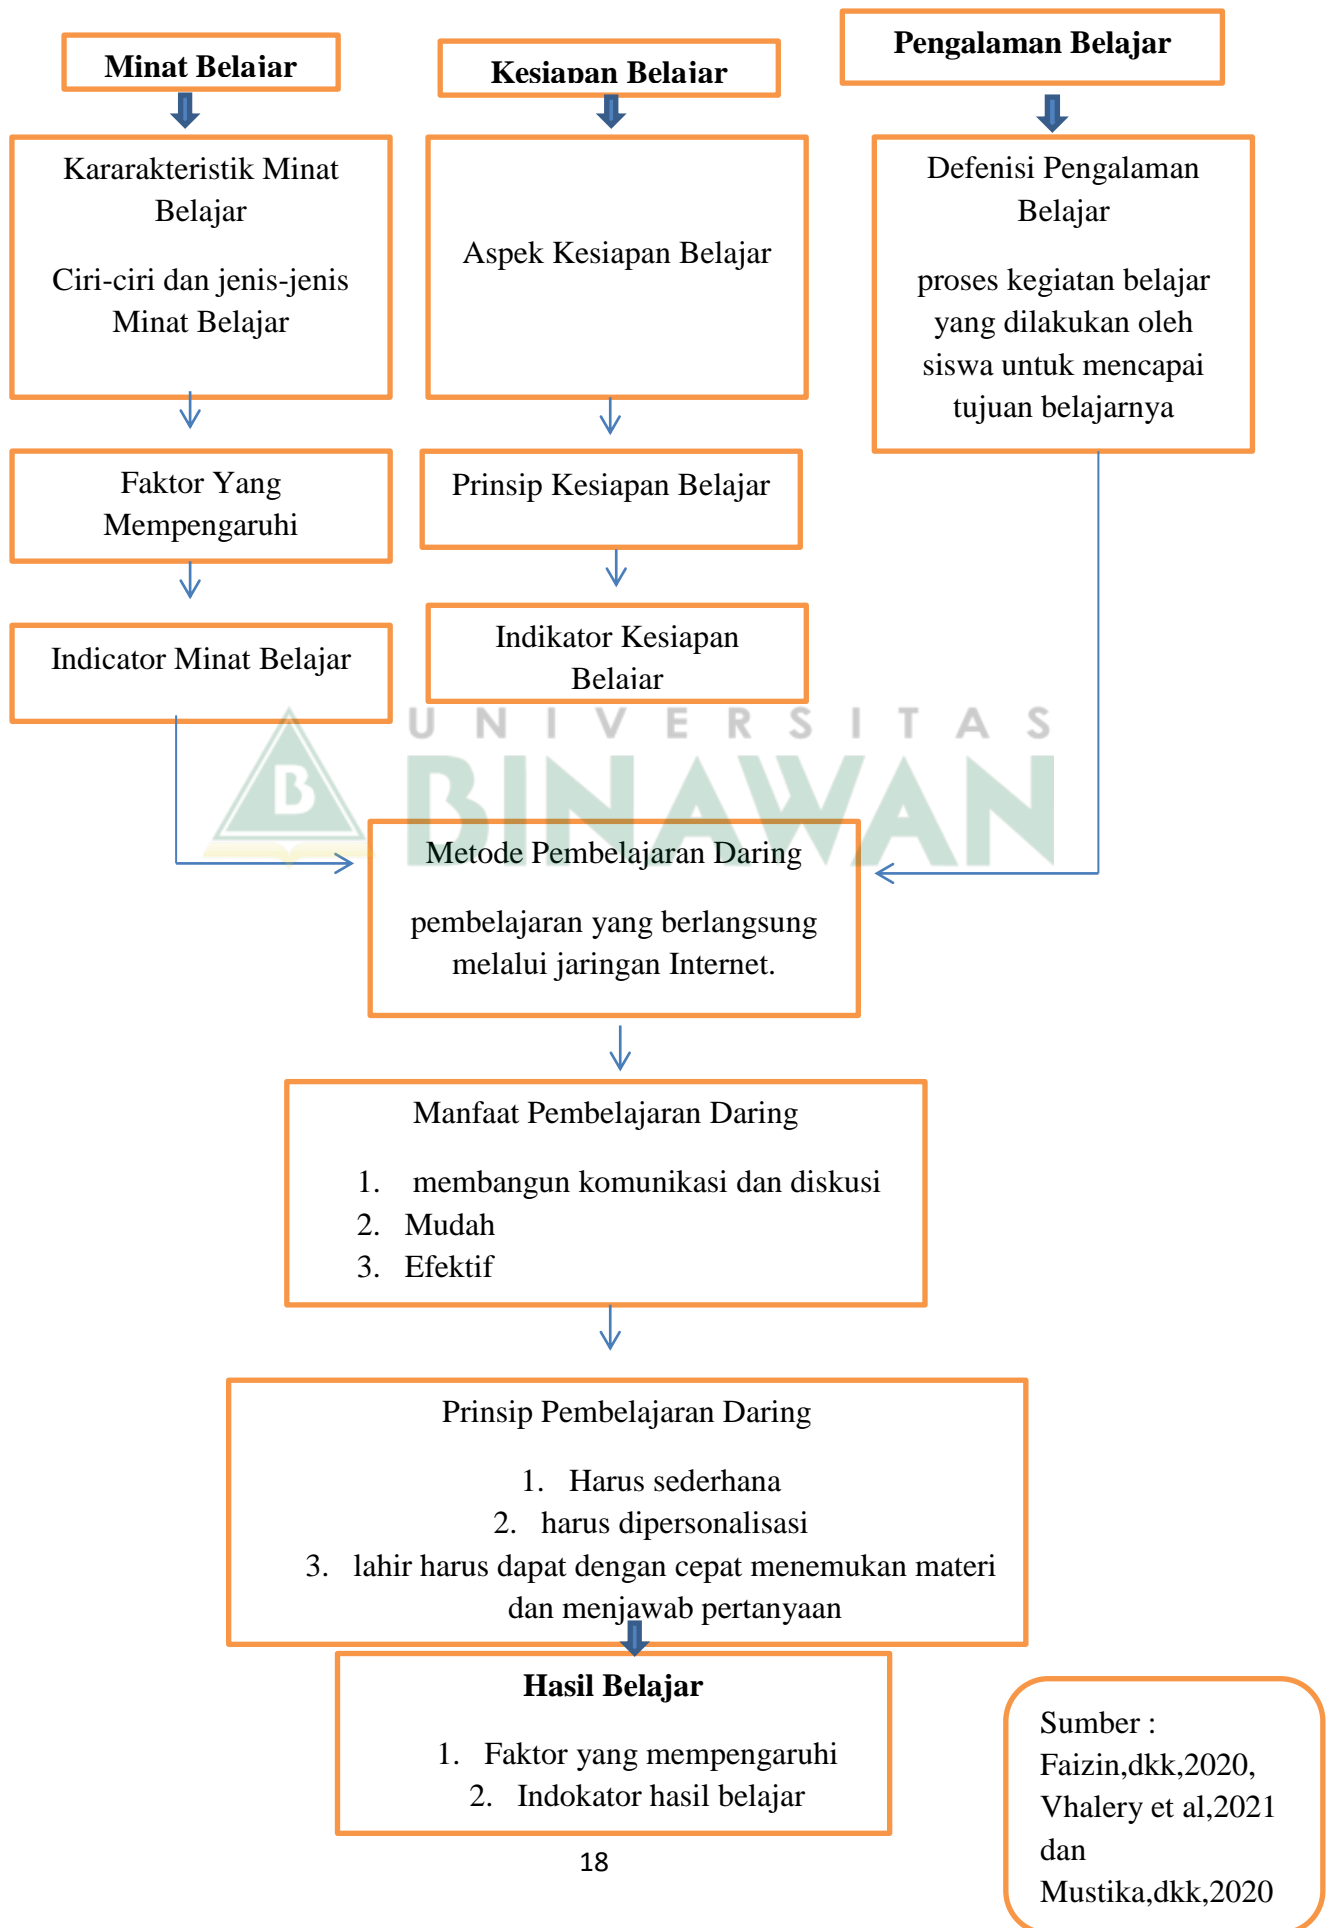 Minat Belajar
Kesiapan Belajar
Pengalaman Belajar
Kararakteristik Minat
Belajar
Ciri-ciri dan jenis-jenis
Minat Belajar
Aspek Kesiapan Belajar
Defenisi Pengalaman
Belajar
proses kegiatan belajar
yang dilakukan oleh
siswa untuk mencapai
tujuan belajarnya
Faktor Yang
Mempengaruhi
Prinsip Kesiapan Belajar
Indicator Minat Belajar
Indikator Kesiapan
Belajar
UNIVERSITAS
B BINAWAN
Metode Pembelajaran Daring
pembelajaran yang berlangsung
melalui jaringan Internet.
Manfaat Pembelajaran Daring
1. membangun komunikasi dan diskusi
2. Mudah
3. Efektif
Prinsip Pembelajaran Daring
1. Harus sederhana
2. harus dipersonalisasi
3. lahir harus dapat dengan cepat menemukan materi
dan menjawab pertanyaan
Hasil Belajar
1. Faktor yang mempengaruhi
2. Indokator hasil belajar
Sumber :
Faizin,dkk,2020,
Vhalery et al,2021
dan
Mustika,dkk,2020
18